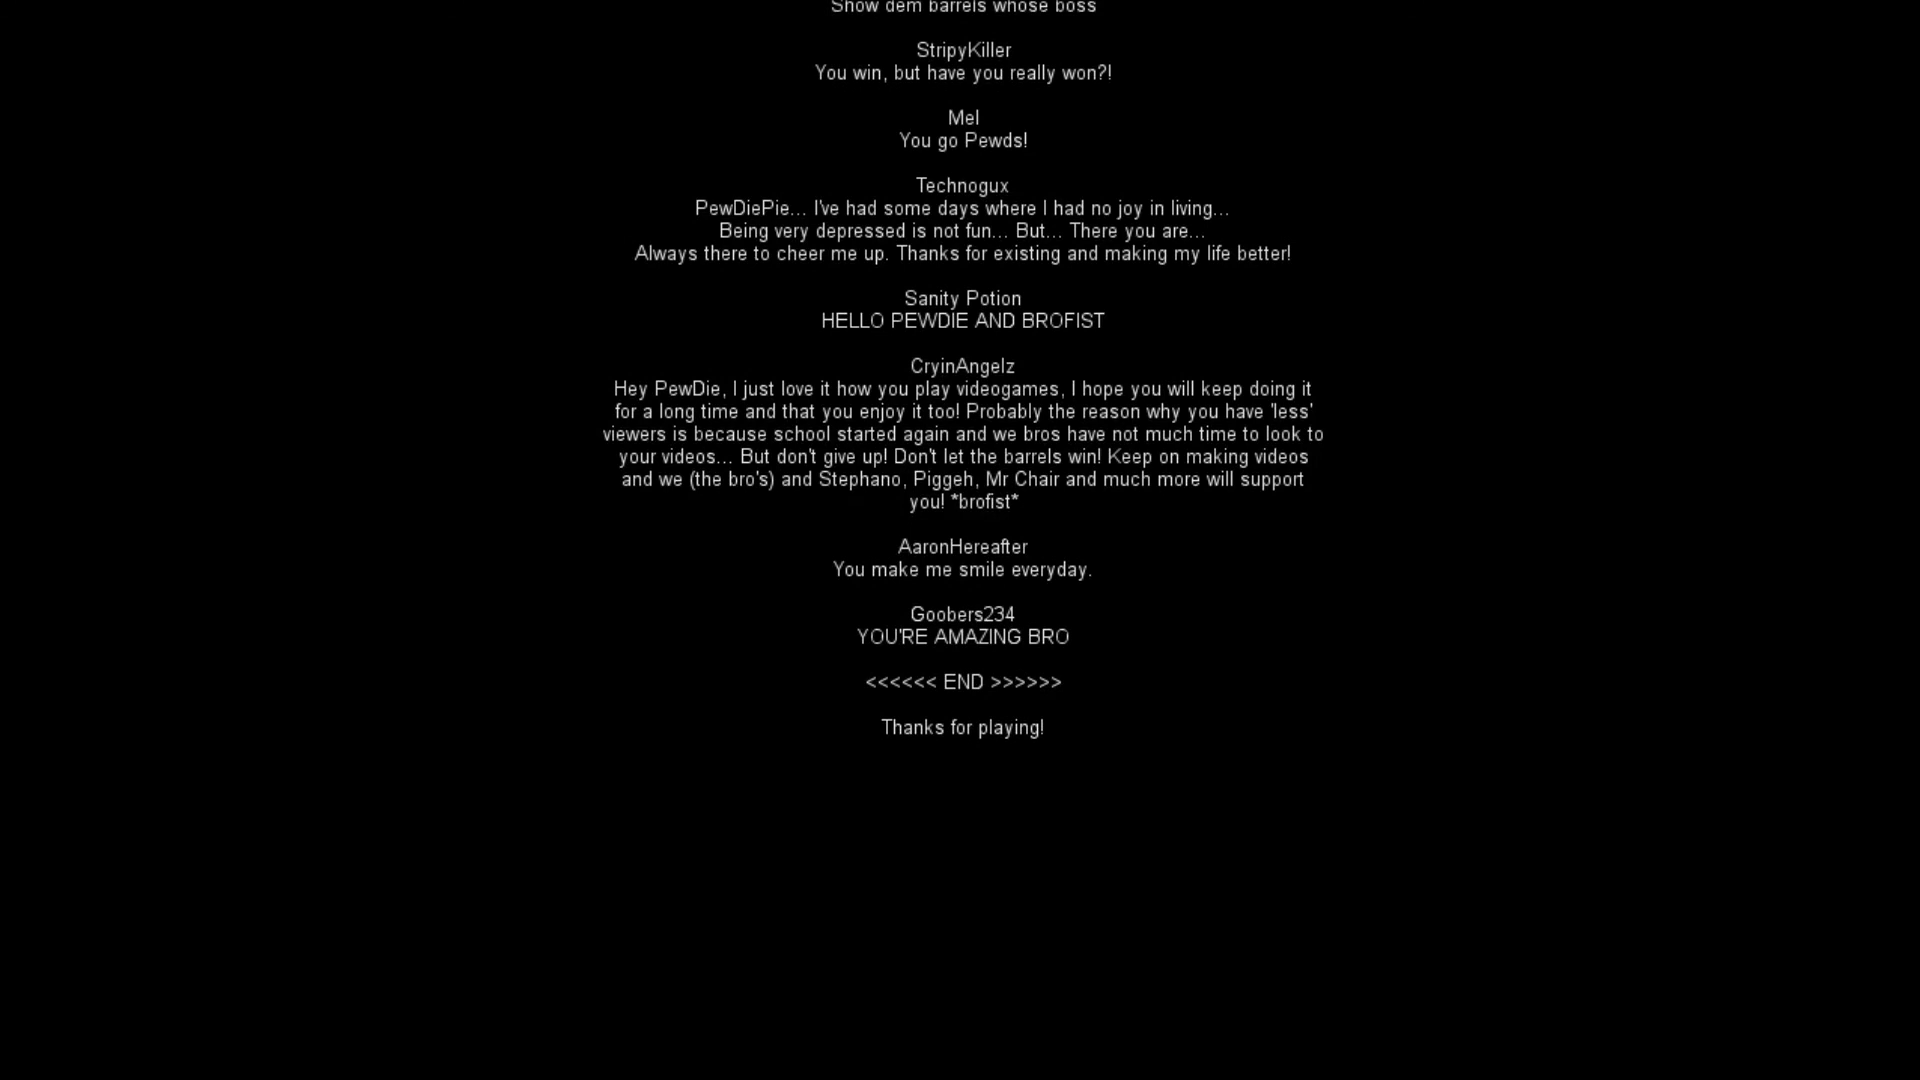 Show dem barrels whose boss
StripyKiller
You win, but have you really won?!
Mel
You go Pewds!
Technogux
PewDiePie... I've had some days where I had no joy in living...
Being very depressed is not fun... But... There you are...
Always there to cheer me up. Thanks for existing and making my life better!
Sanity Potion
HELLO PEWDIE AND BROFIST
CryinAngelz
Hey PewDie, I just love it how you play videogames, I hope you will keep doing it
for a long time and that you enjoy it too! Probably the reason why you have 'less'
viewers is because school started again and we bros have not much time to look to
your videos... But don't give up! Don't let the barrels win! Keep on making videos
and we (the bro's) and Stephano, Piggeh, Mr Chair and much more will support
you! *brofist*
AaronHereafter
You make me smile everyday.
Goobers234
YOU'RE AMAZING BRO
<<<<<< END >>>>>>
Thanks for playing!